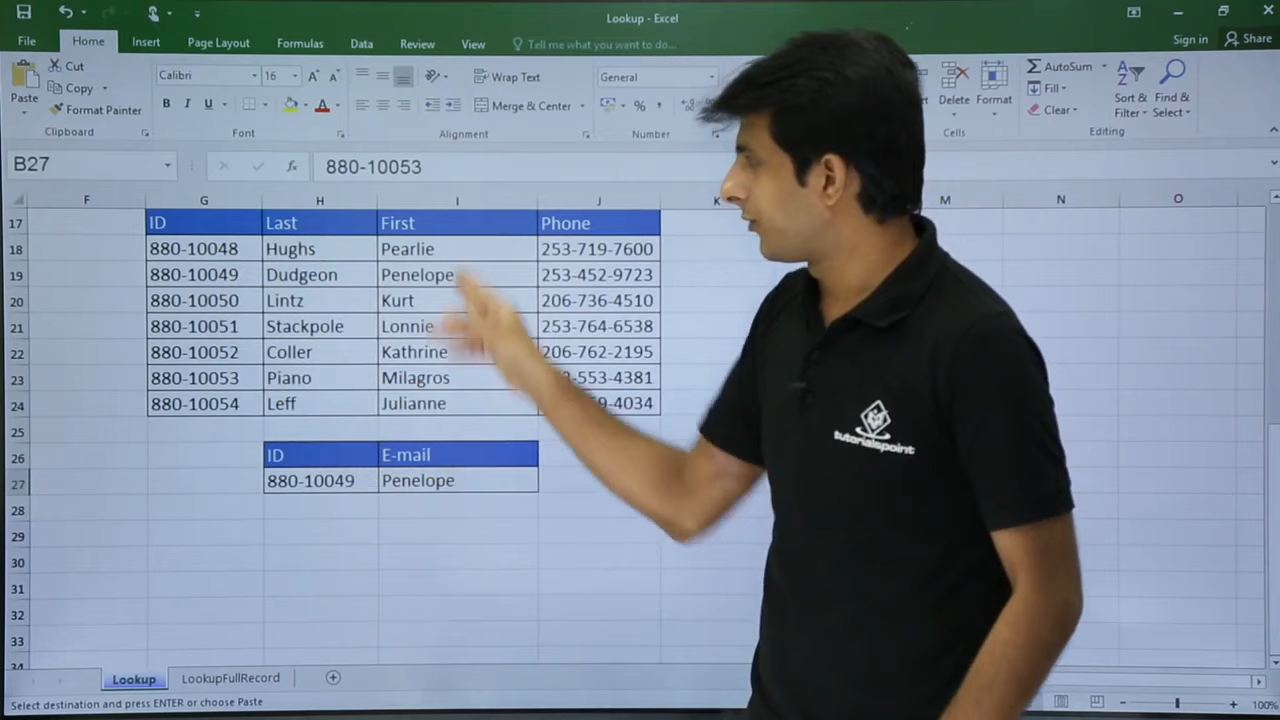 Lookup - Excel
File Home Insert Page Layout Formulas Data Review View Tell me what you want to do... Sign in Share
Paste Cut Calibri 16 Wrap Text General AutoSum
Copy B I U Merge & Center % Delete Format Fill Sort & Find &
Format Painter Clear Filter Select
Clipboard Font Alignment Number Cells Editing
B27 fx 880-10053
F G H I J K M N O
17 ID Last First Phone
18 880-10048 Hughs Pearlie 253-719-7600
19 880-10049 Dudgeon Penelope 253-452-9723
20 880-10050 Lintz Kurt 206-736-4510
21 880-10051 Stackpole Lonnie 253-764-6538
22 880-10052 Coller Kathrine 206-762-2195
23 880-10053 Piano Milagros -553-4381
24 880-10054 Leff Julianne -4034
25
26 ID E-mail
27 880-10049 Penelope
28
29
30
31
32
33
34
tutorialspoint
Lookup LookupFullRecord
Select destination and press ENTER or choose Paste 100%